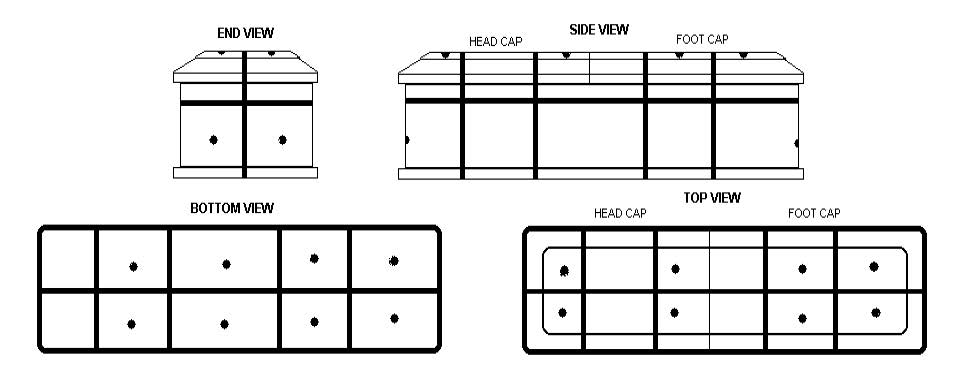 END VIEW
SIDE VIEW
HEAD CAP
FOOT CAP
BOTTOM VIEW
TOP VIEW
HEAD CAP
FOOT CAP